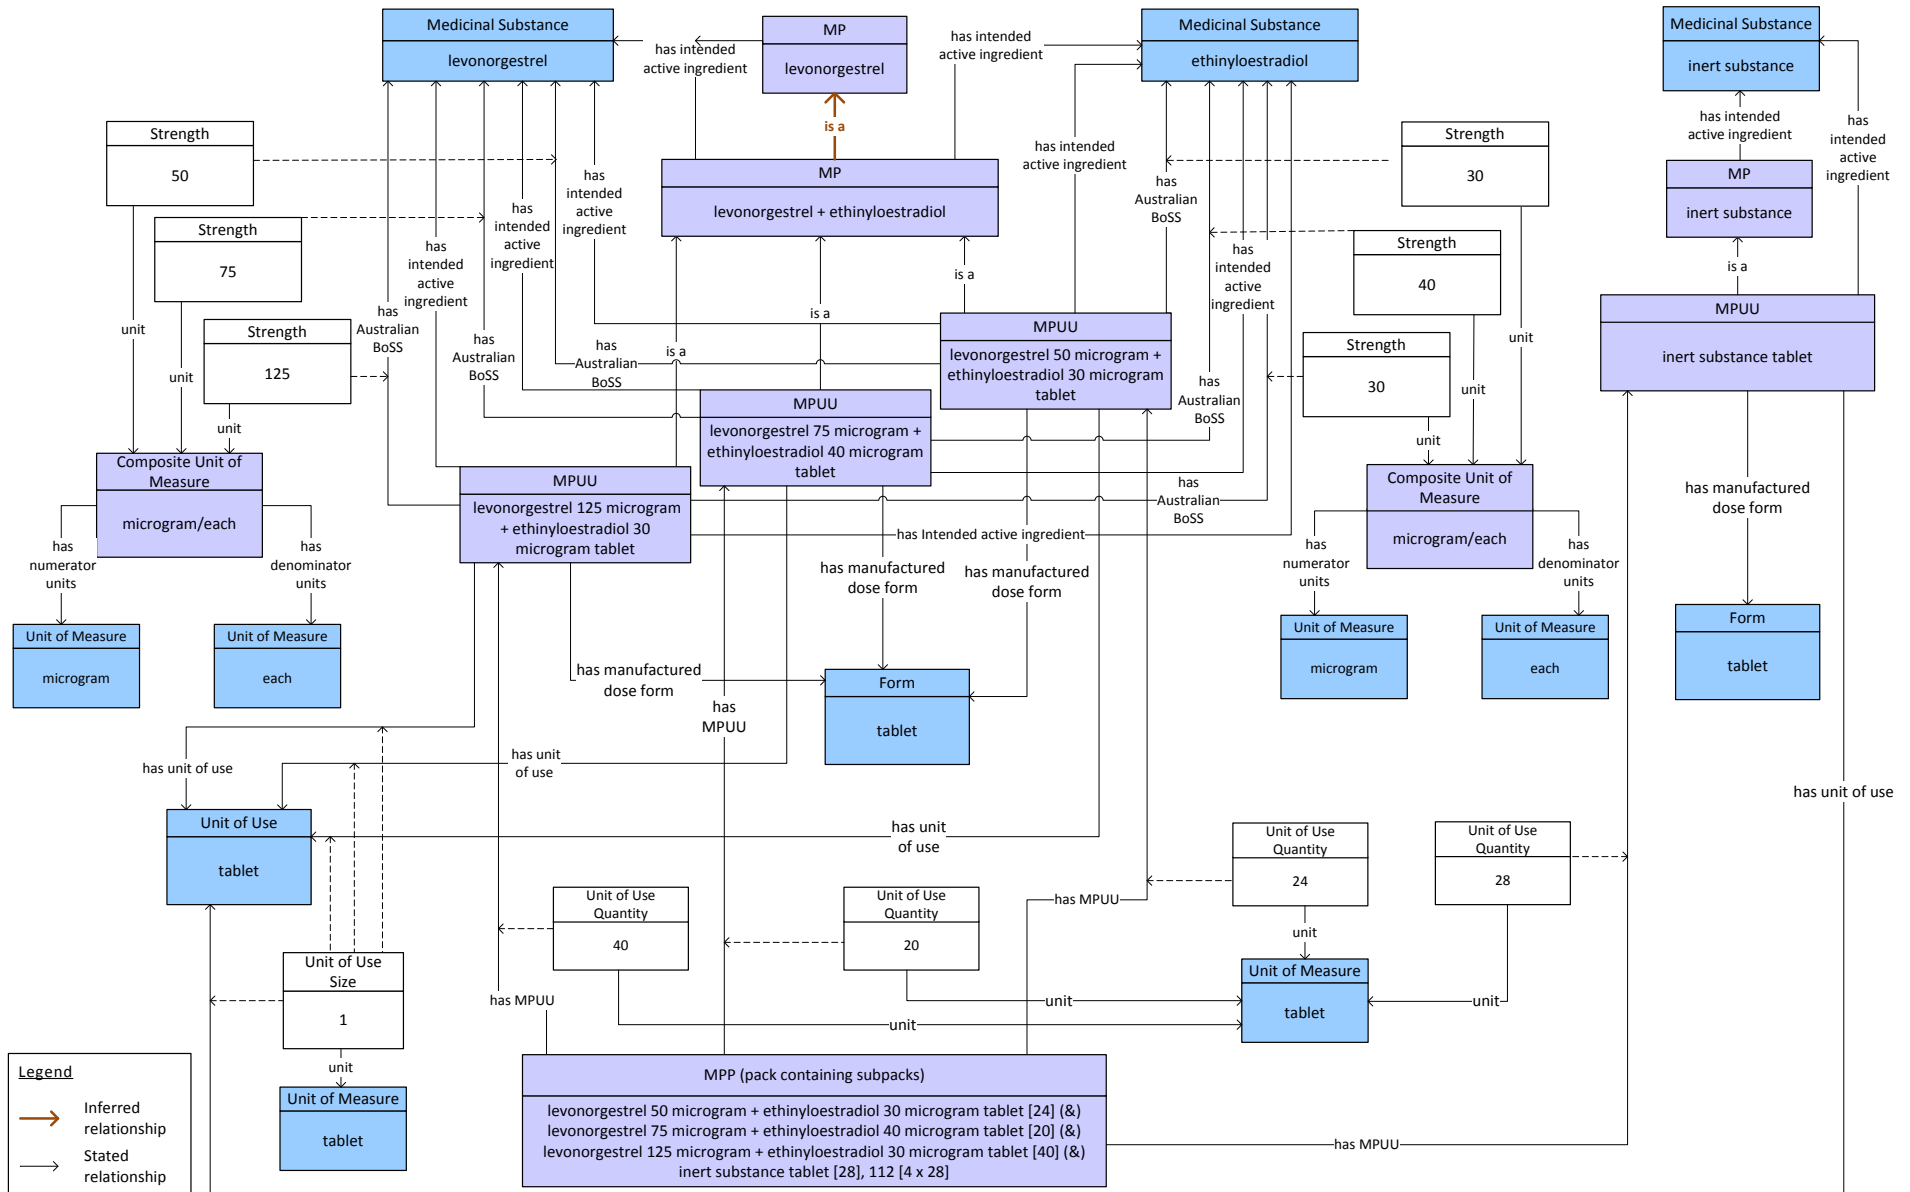 Medicinal Substance
levonorgestrel
MP
levonorgestrel
Medicinal Substance
ethinyloestradiol
Medicinal Substance
inert substance
has intended
active ingredient
has intended
active ingredient
is a
Strength
50
Strength
75
Strength
125
MP
levonorgestrel + ethinyloestradiol
has intended
active ingredient
Strength
30
Strength
40
Strength
30
has intended
active ingredient
has
intended
active
ingredient
MP
inert substance
is a
MPUU
inert substance tablet
has
intended
active
ingredient
has
intended
active
ingredient
has
intended
active
ingredient
has
Australian
BoSS
has
Australian
BoSS
has
Australian
BoSS
has
Australian
BoSS
has
intended
active
ingredient
has
Australian
BoSS
has
Australian
BoSS
unit
unit
unit
is a
is a
is a
unit
unit
unit
MPUU
levonorgestrel 50 microgram +
ethinyloestradiol 30 microgram
tablet
MPUU
levonorgestrel 75 microgram +
ethinyloestradiol 40 microgram
tablet
MPUU
levonorgestrel 125 microgram
+ ethinyloestradiol 30
microgram tablet
has Intended active ingredient
Composite Unit of
Measure
microgram/each
has
numerator
units
has
denominator
units
Unit of Measure
microgram
Unit of Measure
each
Composite Unit of
Measure
microgram/each
has
numerator
units
has
denominator
units
Unit of Measure
microgram
Unit of Measure
each
has manufactured
dose form
has manufactured
dose form
has manufactured
dose form
has manufactured
dose form
Form
tablet
Form
tablet
has
MPUU
has unit of use
has unit
of use
has unit
of use
has unit of use
Unit of Use
tablet
Unit of Use
Quantity
40
Unit of Use
Quantity
20
Unit of Use
Quantity
24
Unit of Use
Quantity
28
has MPUU
has MPUU
unit
unit
unit
unit
Unit of Measure
tablet
Unit of Use
Size
1
unit
Unit of Measure
tablet
MPP (pack containing subpacks)
levonorgestrel 50 microgram + ethinyloestradiol 30 microgram tablet [24] (&)
levonorgestrel 75 microgram + ethinyloestradiol 40 microgram tablet [20] (&)
levonorgestrel 125 microgram + ethinyloestradiol 30 microgram tablet [40] (&)
inert substance tablet [28], 112 [4 x 28]
has MPUU
Legend
Inferred
relationship
Stated
relationship